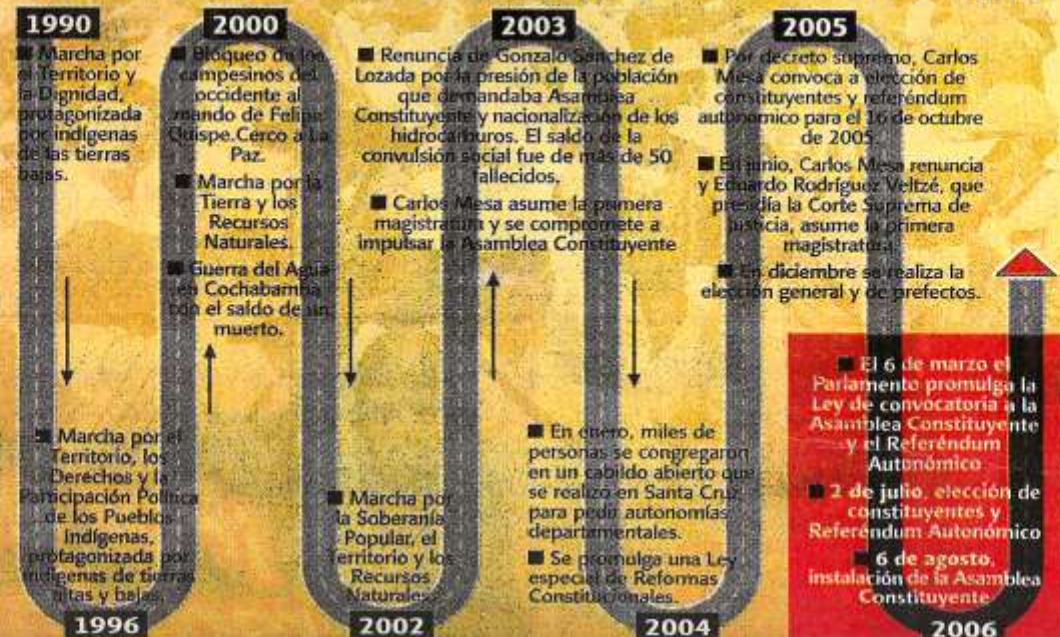 1990
■ Marcha por
el Territorio y
la Dignidad,
protagonizada
por indígenas
de las tierras
bajas.
■ Marcha por el
Territorio, los
Derechos y la
Participación Política
de los Pueblos
Indígenas,
protagonizada por
indígenas de tierras
altas y bajas.
1996
2000
■ Bloqueo de los
campesinos del
occidente al
mando de Felipe
Quispe.Cerco a La
Paz.
■ Marcha por la
Tierra y los
Recursos
Naturales.
■ Guerra del Agua
en Cochabamba
con el saldo de un
muerto.
■ Marcha por
la Soberanía
Popular, el
Territorio y los
Recursos
Naturales.
2002
2003
■ Renuncia de Gonzalo Sánchez de
Lozada por la presión de la población
que demandaba Asamblea
Constituyente y nacionalización de los
hidrocarburos. El saldo de la
convulsión social fue de más de 50
fallecidos.
■ Carlos Mesa asume la primera
magistratura y se compromete a
impulsar la Asamblea Constituyente
■ En enero, miles de
personas se congregaron
en un cabildo abierto que
se realizó en Santa Cruz
para pedir autonomías
departamentales.
■ Se promulga una Ley
especial de Reformas
Constitucionales.
2004
2005
■ Por decreto supremo, Carlos
Mesa convoca a elección de
constituyentes y referéndum
autonómico para el 16 de octubre
de 2005
■ En junio, Carlos Mesa renuncia
y Eduardo Rodríguez Veltzé, que
presidía la Corte Suprema de
Justicia, asume la primera
magistratura.
■ En diciembre se realiza la
elección general y de prefectos.
■ El 6 de marzo el
Parlamento promulga la
Ley de convocatoria a la
Asamblea Constituyente
y el Referéndum
Autonómico
■ 2 de julio, elección de
constituyentes y
Referéndum Autonómico
■ 6 de agosto,
instalación de la Asamblea
Constituyente
2006